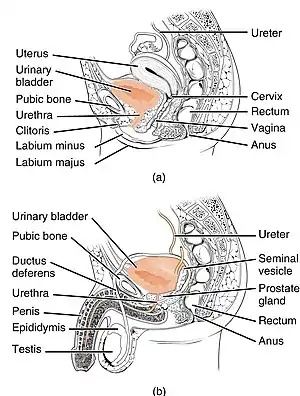 Ureter
Uterus
Urinary
bladder
Pubic bone
Urethra
Clitoris
Labium minus
Labium majus
Cervix
Rectum
Vagina
Anus
(a)
Urinary bladder
Pubic bone
Ductus
deferens
Urethra
Penis
Epididymis
Testis
Ureter
Seminal
vesicle
Prostate
gland
Rectum
Anus
(b)